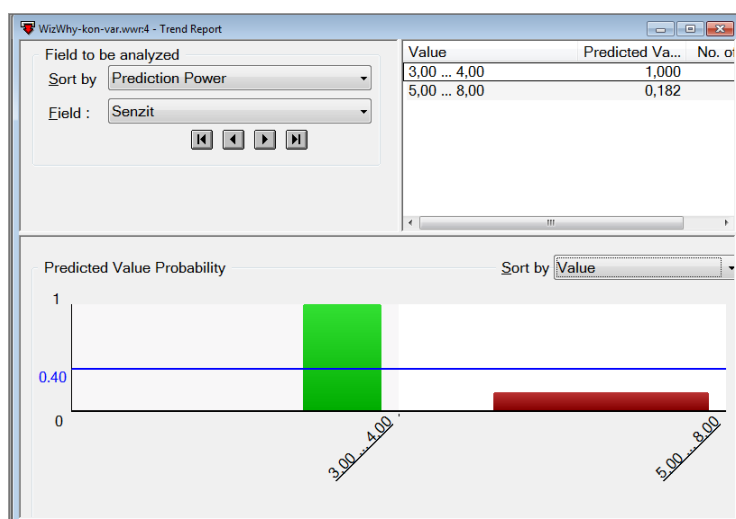 WizWhy-kon-var.wwr:4 - Trend Report
Field to be analyzed
Sort by Prediction Power
Field : Senzit
Value Predicted Va... No. of
3,00 ... 4,00 1,000
5,00 ... 8,00 0,182
Predicted Value Probability
Sort by Value
1
0.40
0
3,00 ... 4,00
5,00 ... 8,00